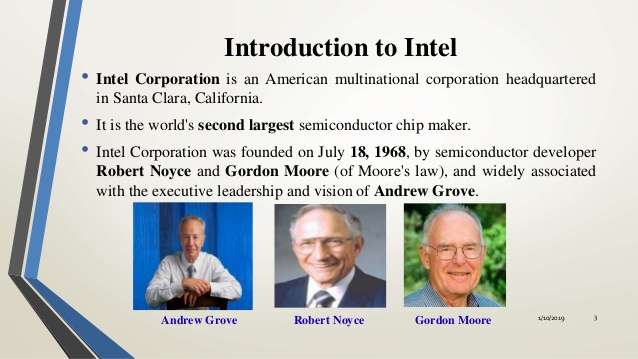 Introduction to Intel
• Intel Corporation is an American multinational corporation headquartered
in Santa Clara, California.
• It is the world's second largest semiconductor chip maker.
• Intel Corporation was founded on July 18, 1968, by semiconductor developer
Robert Noyce and Gordon Moore (of Moore's law), and widely associated
with the executive leadership and vision of Andrew Grove.
Andrew Grove Robert Noyce Gordon Moore 1/10/2019 3